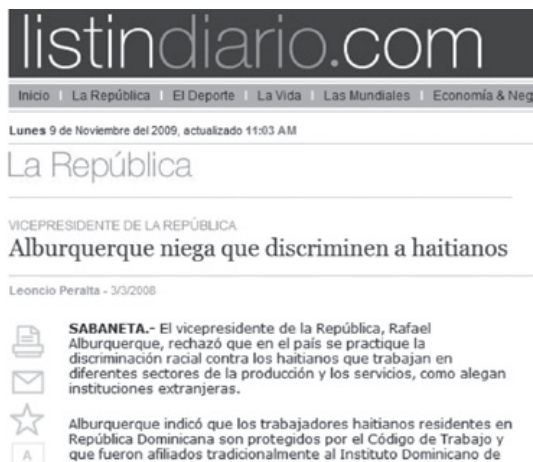 listindiario.com
Inicio | La República | El Deporte | La Vida | Las Mundiales | Economía & Neg
Lunes 9 de Noviembre del 2009, actualizado 11:03 AM
La República
VICEPRESIDENTE DE LA REPÚBLICA
Alburquerque niega que discriminen a haitianos
Leoncio Peralta - 3/3/2008
SABANETA.- El vicepresidente de la República, Rafael
Alburquerque, rechazó que en el país se practique la
discriminación racial contra los haitianos que trabajan en
diferentes sectores de la producción y los servicios, como alegan
instituciones extranjeras.
Alburquerque indicó que los trabajadores haitianos residentes en
República Dominicana son protegidos por el Código de Trabajo y
que fueron afiliados tradicionalmente al Instituto Dominicano de
A